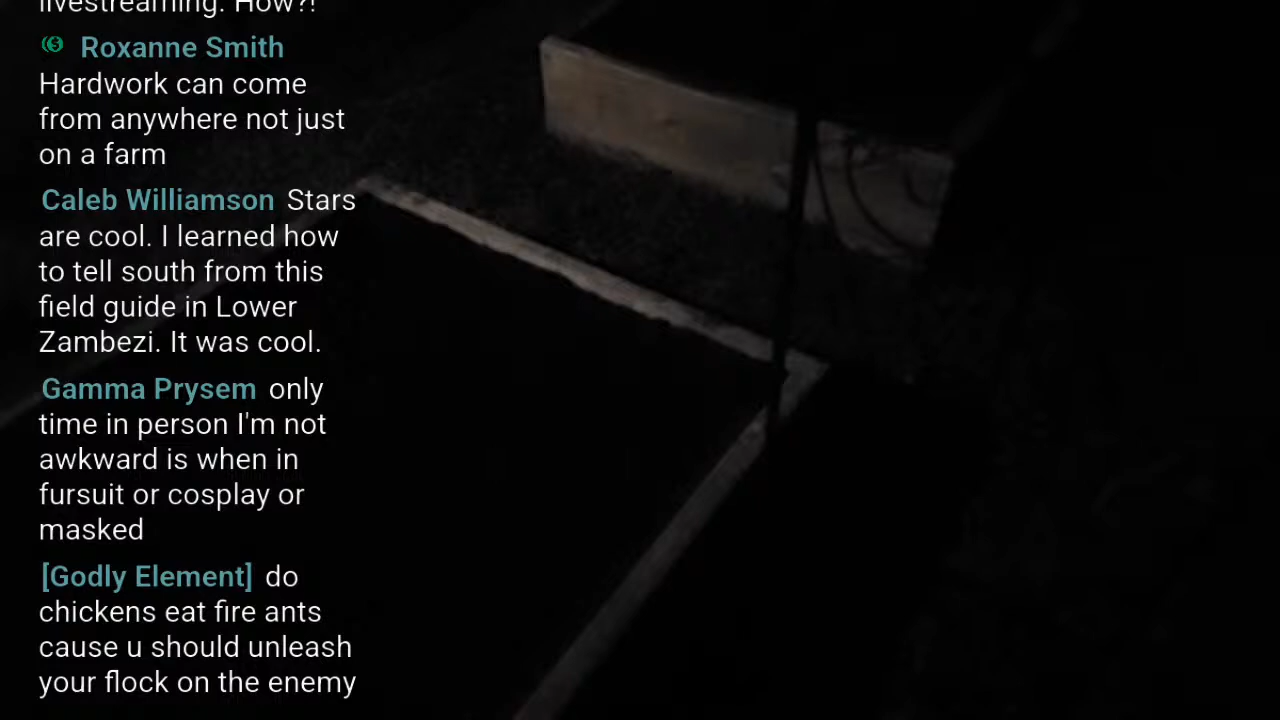 livestreaming. How?!
Roxanne Smith
Hardwork can come
from anywhere not just
on a farm
Caleb Williamson Stars
are cool. I learned how
to tell south from this
field guide in Lower
Zambezi. It was cool.
Gamma Prysem only
time in person I'm not
awkward is when in
fursuit or cosplay or
masked
[Godly Element] do
chickens eat fire ants
cause u should unleash
your flock on the enemy